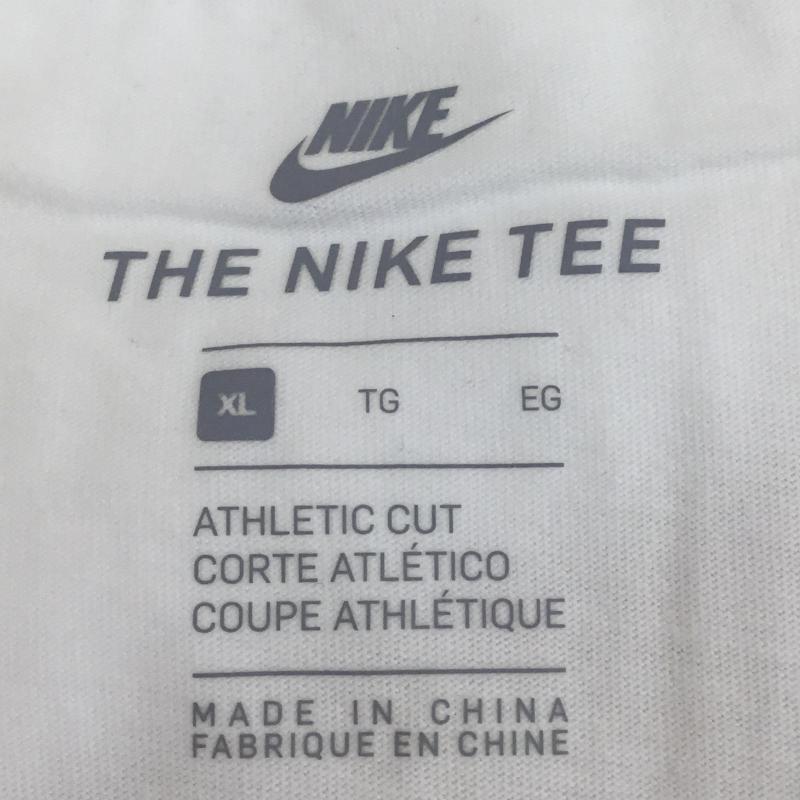 NIKE
THE NIKE TEE
XL TG EG
ATHLETIC CUT
CORTE ATLÉTICO
COUPE ATHLÉTIQUE
MADE IN CHINA
FABRIQUE EN CHINE